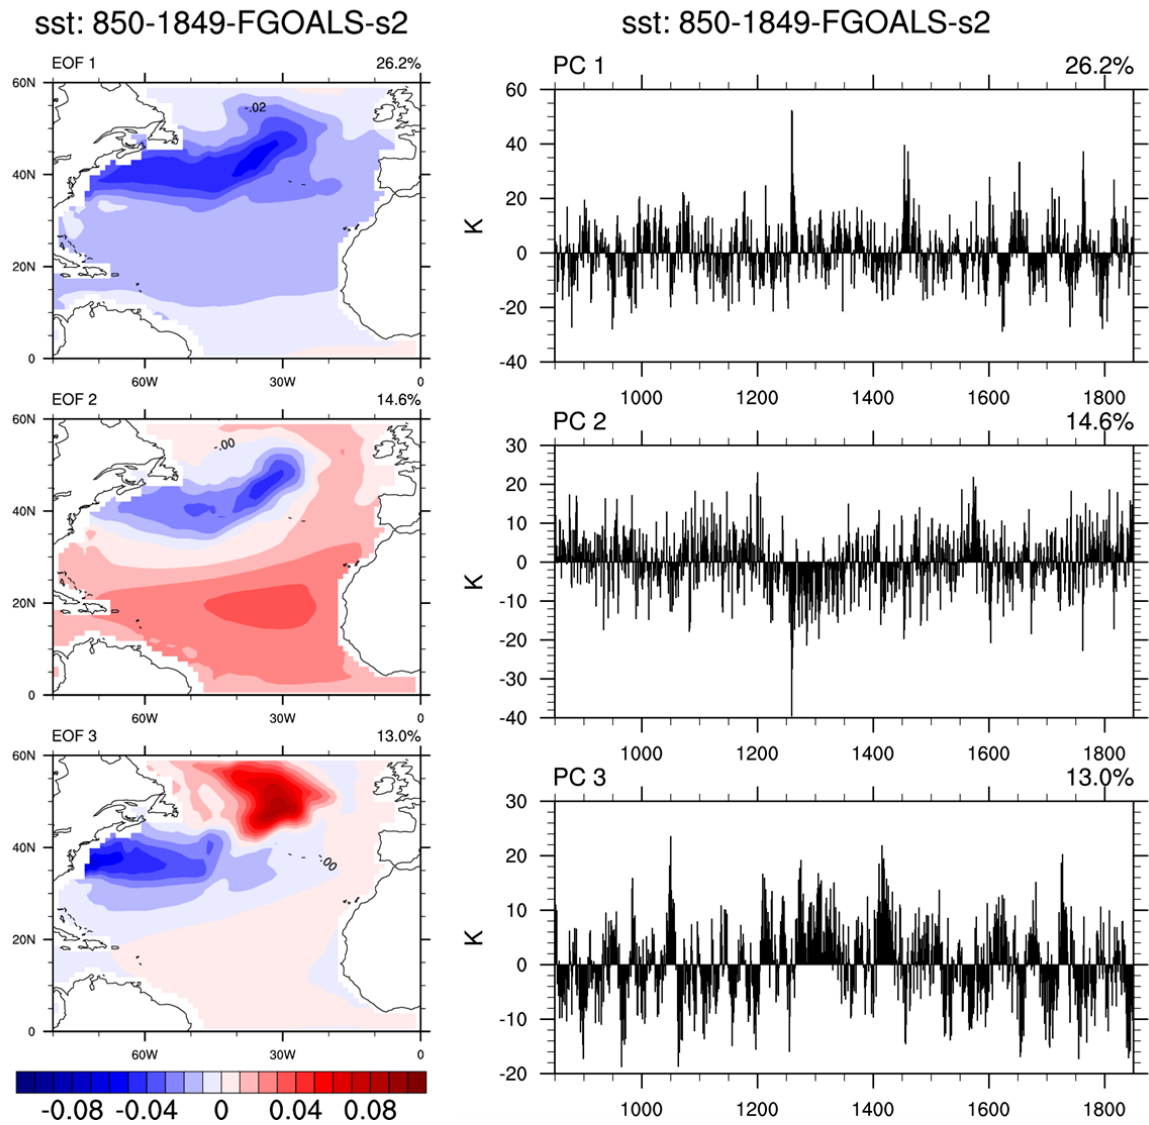 sst: 850-1849-FGOALS-s2
EOF 1 26.2%
60N
40N
20N
0
-.02
60W 30W 0
EOF 2 14.6%
60N
40N
20N
0
-.00
60W 30W 0
EOF 3 13.0%
60N
40N
20N
0
.00
60W 30W 0
-0.08 -0.04 0 0.04 0.08
sst: 850-1849-FGOALS-s2
PC 1 26.2%
K
60
40
20
0
-20
-40
1000 1200 1400 1600 1800
PC 2 14.6%
K
30
20
10
0
-10
-20
-30
-40
1000 1200 1400 1600 1800
PC 3 13.0%
K
30
20
10
0
-10
-20
1000 1200 1400 1600 1800